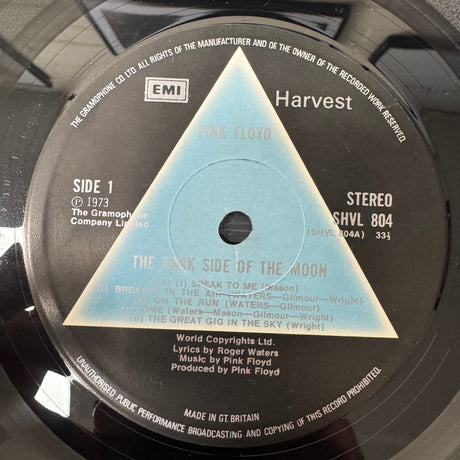 THE GRAMOPHONE CO LTD. ALL RIGHTS OF THE MANUFACTURER AND OF THE OWNER OF THE RECORDED WORK RESERVED.
EMI
Harvest
PINK FLOYD
SIDE 1
℗ 1973
The Gramophone
Company Limited
STEREO
SHVL 804
(SHVL 804A) 33⅓
THE DARK SIDE OF THE MOON
BREAK TO ME (Mason)
IN THE AIR (WATERS—Gilmour—Wright)
ON THE RUN (WATERS—Gilmour)
(Waters—Mason—Gilmour—Wright)
THE GREAT GIG IN THE SKY (Wright)
World Copyrights Ltd.
Lyrics by Roger Waters
Music by Pink Floyd
Produced by Pink Floyd
MADE IN GT. BRITAIN
UNAUTHORISED PUBLIC PERFORMANCE BROADCASTING AND COPYING OF THIS RECORD PROHIBITED.